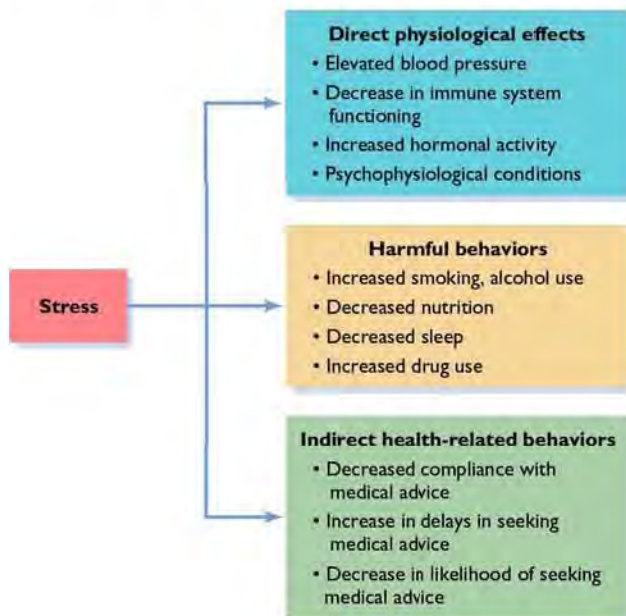 Direct physiological effects
• Elevated blood pressure
• Decrease in immune system
functioning
• Increased hormonal activity
• Psychophysiological conditions
Harmful behaviors
• Increased smoking, alcohol use
• Decreased nutrition
• Decreased sleep
• Increased drug use
Stress
Indirect health-related behaviors
• Decreased compliance with
medical advice
• Increase in delays in seeking
medical advice
• Decrease in likelihood of seeking
medical advice